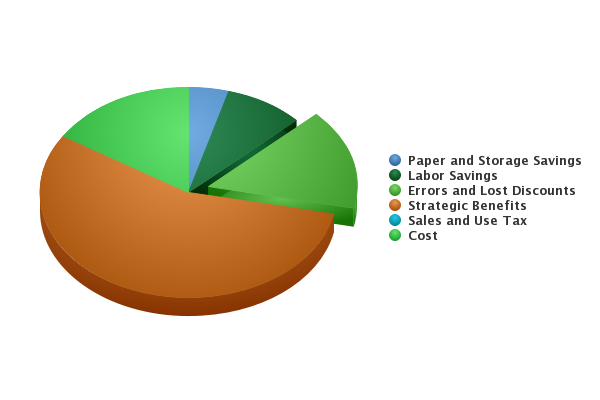 Paper and Storage Savings
Labor Savings
Errors and Lost Discounts
Strategic Benefits
Sales and Use Tax
Cost